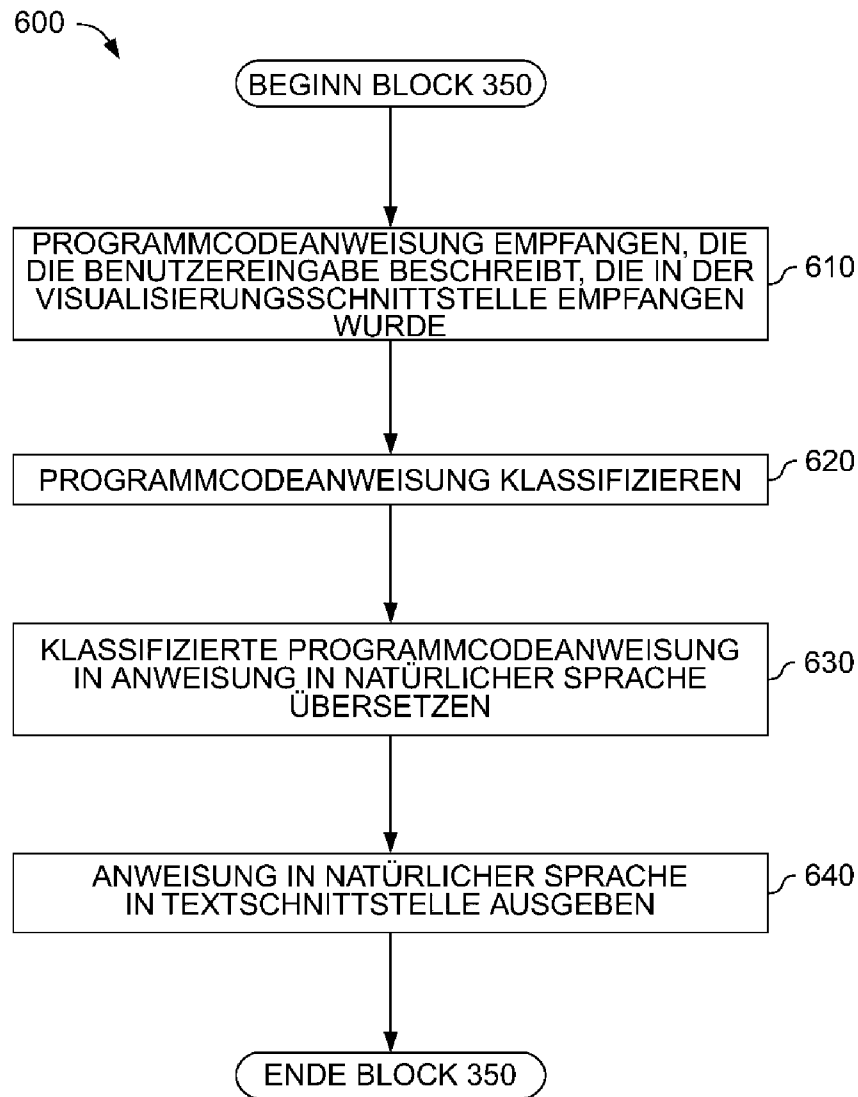 600
BEGINN BLOCK 350
PROGRAMMCODEANWEISUNG EMPFANGEN, DIE
DIE BENUTZEREINGABE BESCHREIBT, DIE IN DER
VISUALISIERUNGSSCHNITTSTELLE EMPFANGEN
WURDE
610
PROGRAMMCODEANWEISUNG KLASSIFIZIEREN
620
KLASSIFIZIERTE PROGRAMMCODEANWEISUNG
IN ANWEISUNG IN NATÜRLICHER SPRACHE
ÜBERSETZEN
630
ANWEISUNG IN NATÜRLICHER SPRACHE
IN TEXTSCHNITTSTELLE AUSGEBEN
640
ENDE BLOCK 350